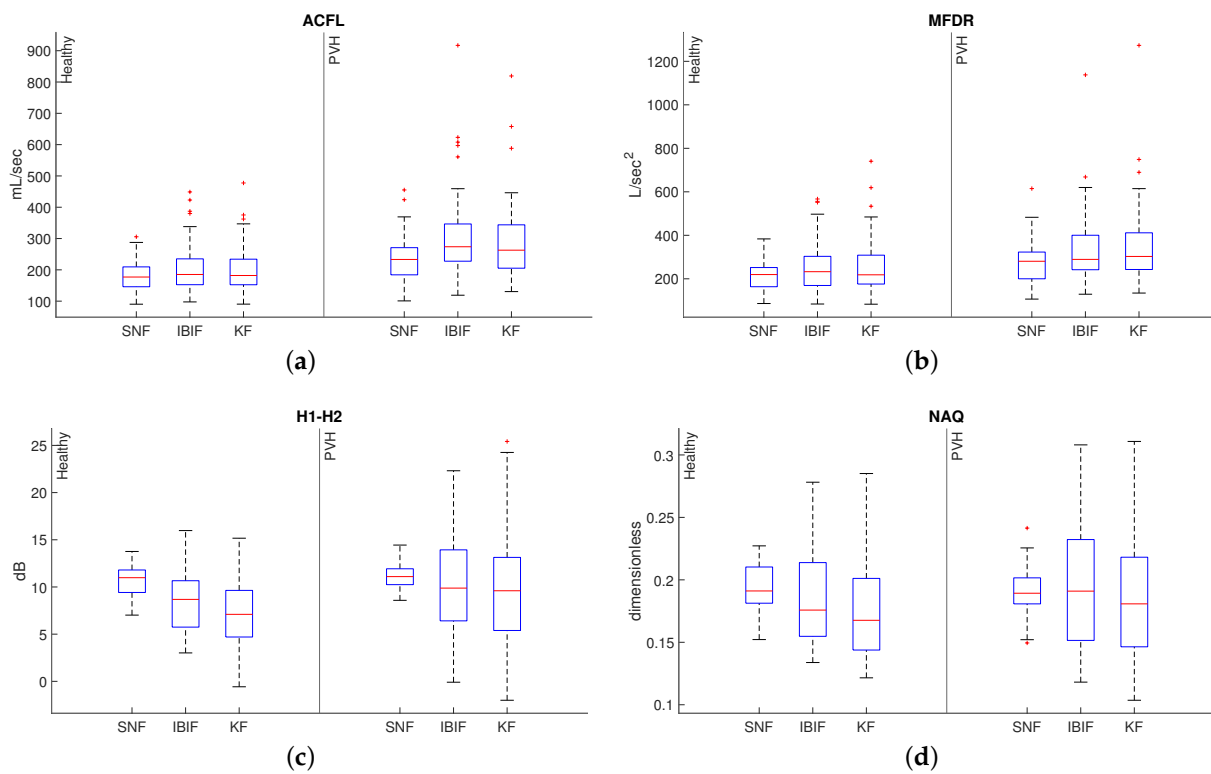 ACFL
Healthy
PVH
mL/sec
900
800
700
600
500
400
300
200
100
SNF IBIF KF SNF IBIF KF
(a)
MFDR
Healthy
PVH
L/sec²
1200
1000
800
600
400
200
SNF IBIF KF SNF IBIF KF
(b)
H1-H2
Healthy
PVH
dB
25
20
15
10
5
0
SNF IBIF KF SNF IBIF KF
(c)
NAQ
Healthy
PVH
dimensionless
0.3
0.25
0.2
0.15
0.1
SNF IBIF KF SNF IBIF KF
(d)